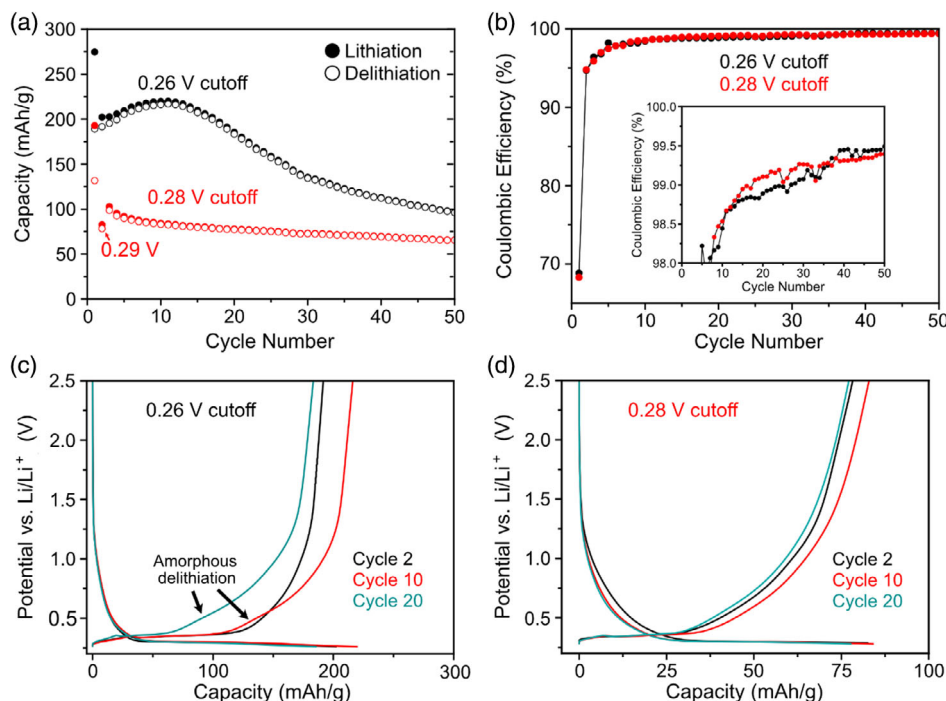 (a)
300
250
200
150
100
50
0
Capacity (mAh/g)
Lithiation
Delithiation
0.26 V cutoff
0.28 V cutoff
0.29 V
0 10 20 30 40 50
Cycle Number
(b)
100
90
80
70
Coulombic Efficiency (%)
0.26 V cutoff
0.28 V cutoff
100.0
99.5
99.0
98.5
98.0
Coulombic Efficiency (%)
0 10 20 30 40 50
Cycle Number
0 10 20 30 40 50
Cycle Number
(c)
2.5
2.0
1.5
1.0
0.5
Potential vs. Li/Li⁺ (V)
0.26 V cutoff
Amorphous
delithiation
Cycle 2
Cycle 10
Cycle 20
0 100 200 300
Capacity (mAh/g)
(d)
2.5
2.0
1.5
1.0
0.5
Potential vs. Li/Li⁺ (V)
0.28 V cutoff
Cycle 2
Cycle 10
Cycle 20
0 25 50 75 100
Capacity (mAh/g)